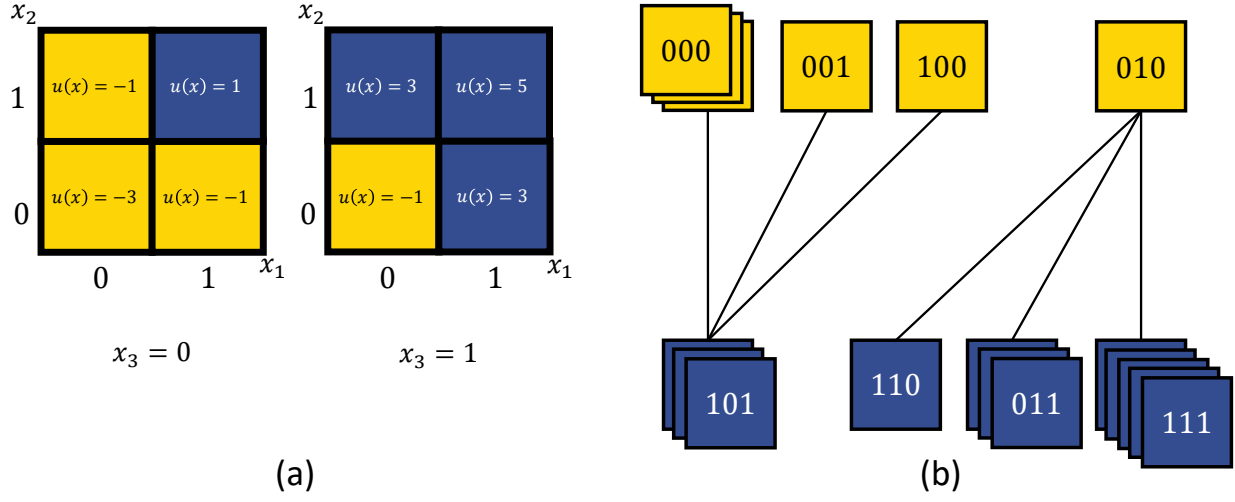 x₂
1
u(x) = −1
u(x) = 1
0
u(x) = −3
u(x) = −1
0
1
x₁
x₃ = 0
1
u(x) = 3
u(x) = 5
0
u(x) = −1
u(x) = 3
0
1
x₁
x₃ = 1
(a)
000
001
100
010
101
110
011
111
(b)